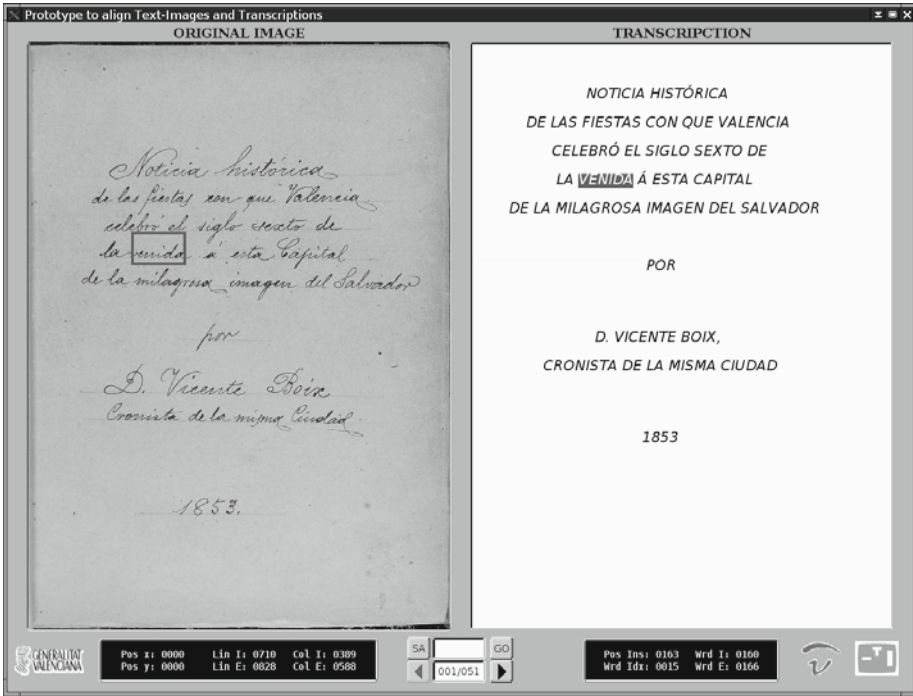 Prototype to align Text-Images and Transcriptions
ORIGINAL IMAGE
Noticia histórica
de las fiestas con que Valencia
celebró el siglo sexto de
la venida á esta Capital
de la milagrosa imagen del Salvador
por
D. Vicente Boix
Cronista de la misma Ciudad.
1853.
TRANSCRIPCTION
NOTICIA HISTÓRICA
DE LAS FIESTAS CON QUE VALENCIA
CELEBRÓ EL SIGLO SEXTO DE
LA VENIDA Á ESTA CAPITAL
DE LA MILAGROSA IMAGEN DEL SALVADOR
POR
D. VICENTE BOIX,
CRONISTA DE LA MISMA CIUDAD
1853
GENERALITAT
VALENCIANA
Pos x: 0000 Lin I: 0710 Col I: 0389
Pos y: 0000 Lin E: 0828 Col E: 0588
SA GO
001/051
Pos Ins: 0163 Wrd I: 0160
Wrd Idx: 0015 Wrd E: 0166